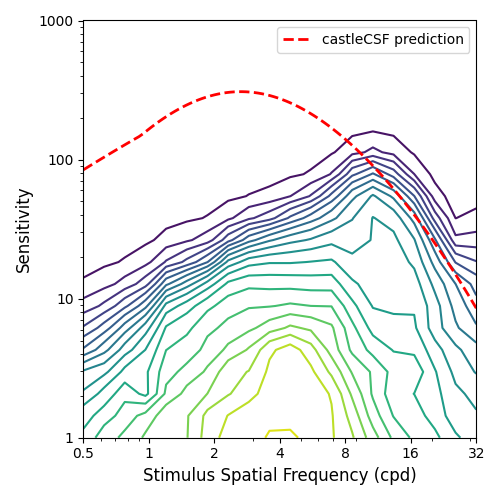 1000
castleCSF prediction
100
Sensitivity
10
1
0.5 1 2 4 8 16 32
Stimulus Spatial Frequency (cpd)